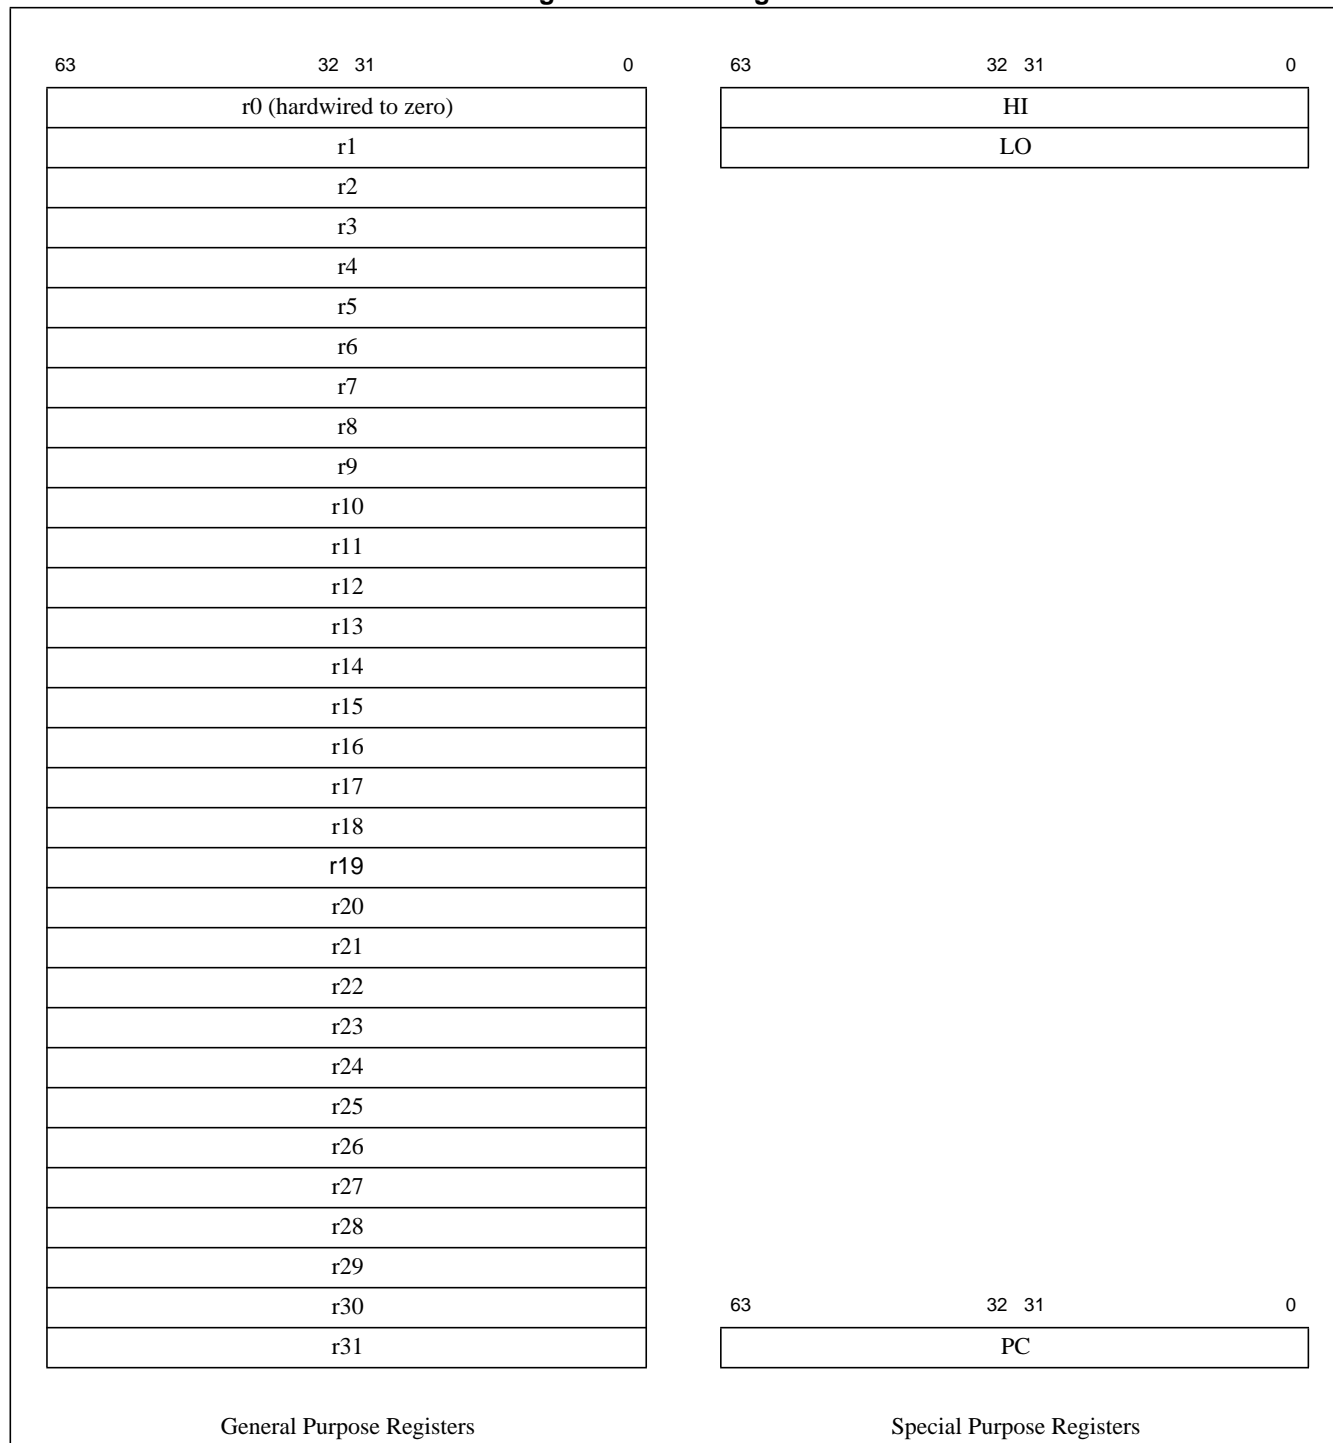 63 32 31 0
r0 (hardwired to zero)
r1
r2
r3
r4
r5
r6
r7
r8
r9
r10
r11
r12
r13
r14
r15
r16
r17
r18
r19
r20
r21
r22
r23
r24
r25
r26
r27
r28
r29
r30
r31
General Purpose Registers
63 32 31 0
HI
LO
63 32 31 0
PC
Special Purpose Registers